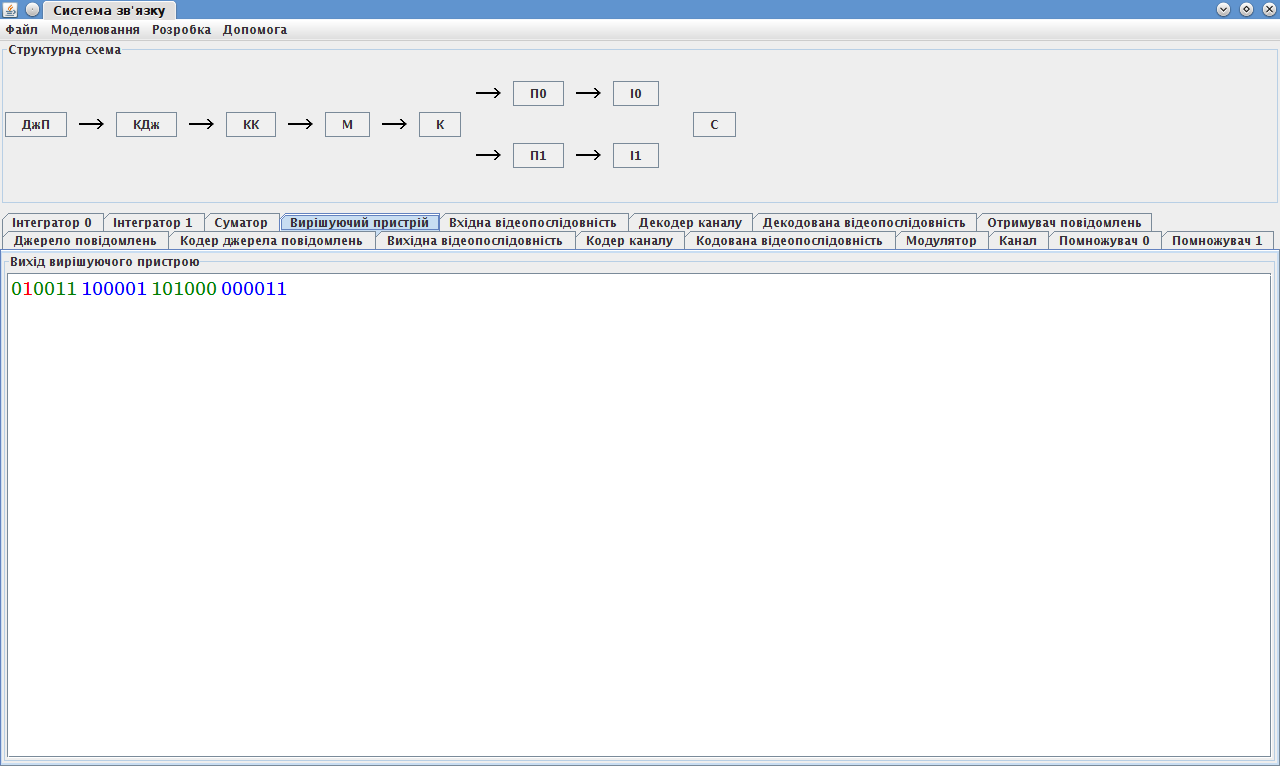 Система зв'язку
Файл Моделювання Розробка Допомога
Структурна схема
П0 І0
ДжП КДж КК М К С
П1 І1
Інтегратор 0 Інтегратор 1 Суматор Вирішуючий пристрій Вхідна відеопослідовність Декодер каналу Декодована відеопослідовність Отримувач повідомлень
Джерело повідомлень Кодер джерела повідомлень Вихідна відеопослідовність Кодер каналу Кодована відеопослідовність Модулятор Канал Помножувач 0 Помножувач 1
Вихід вирішуючого пристрою
010011 100001 101000 000011